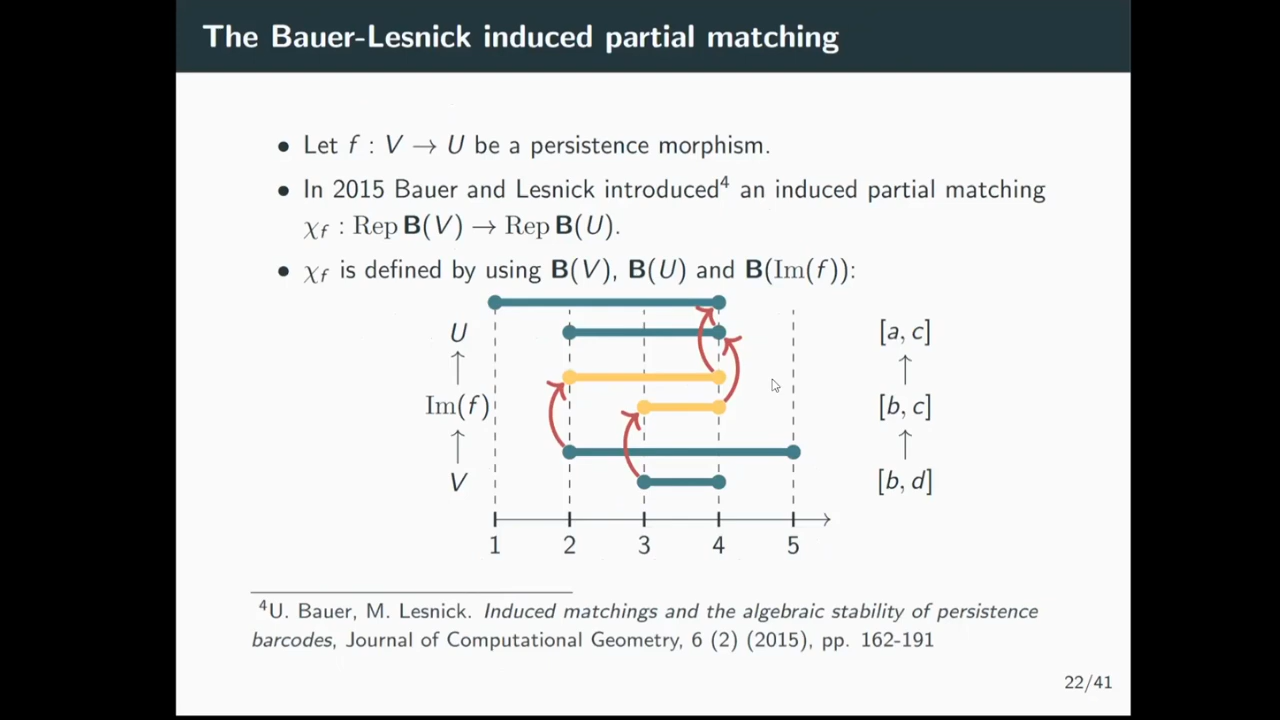 The Bauer-Lesnick induced partial matching
• Let f : V → U be a persistence morphism.
• In 2015 Bauer and Lesnick introduced⁴ an induced partial matching
χ_f : Rep B(V) → Rep B(U).
• χ_f is defined by using B(V), B(U) and B(Im(f)):
U [a, c]
↑ ↑
Im(f) [b, c]
↑ ↑
V [b, d]
1 2 3 4 5
⁴U. Bauer, M. Lesnick. Induced matchings and the algebraic stability of persistence
barcodes, Journal of Computational Geometry, 6 (2) (2015), pp. 162-191
22/41